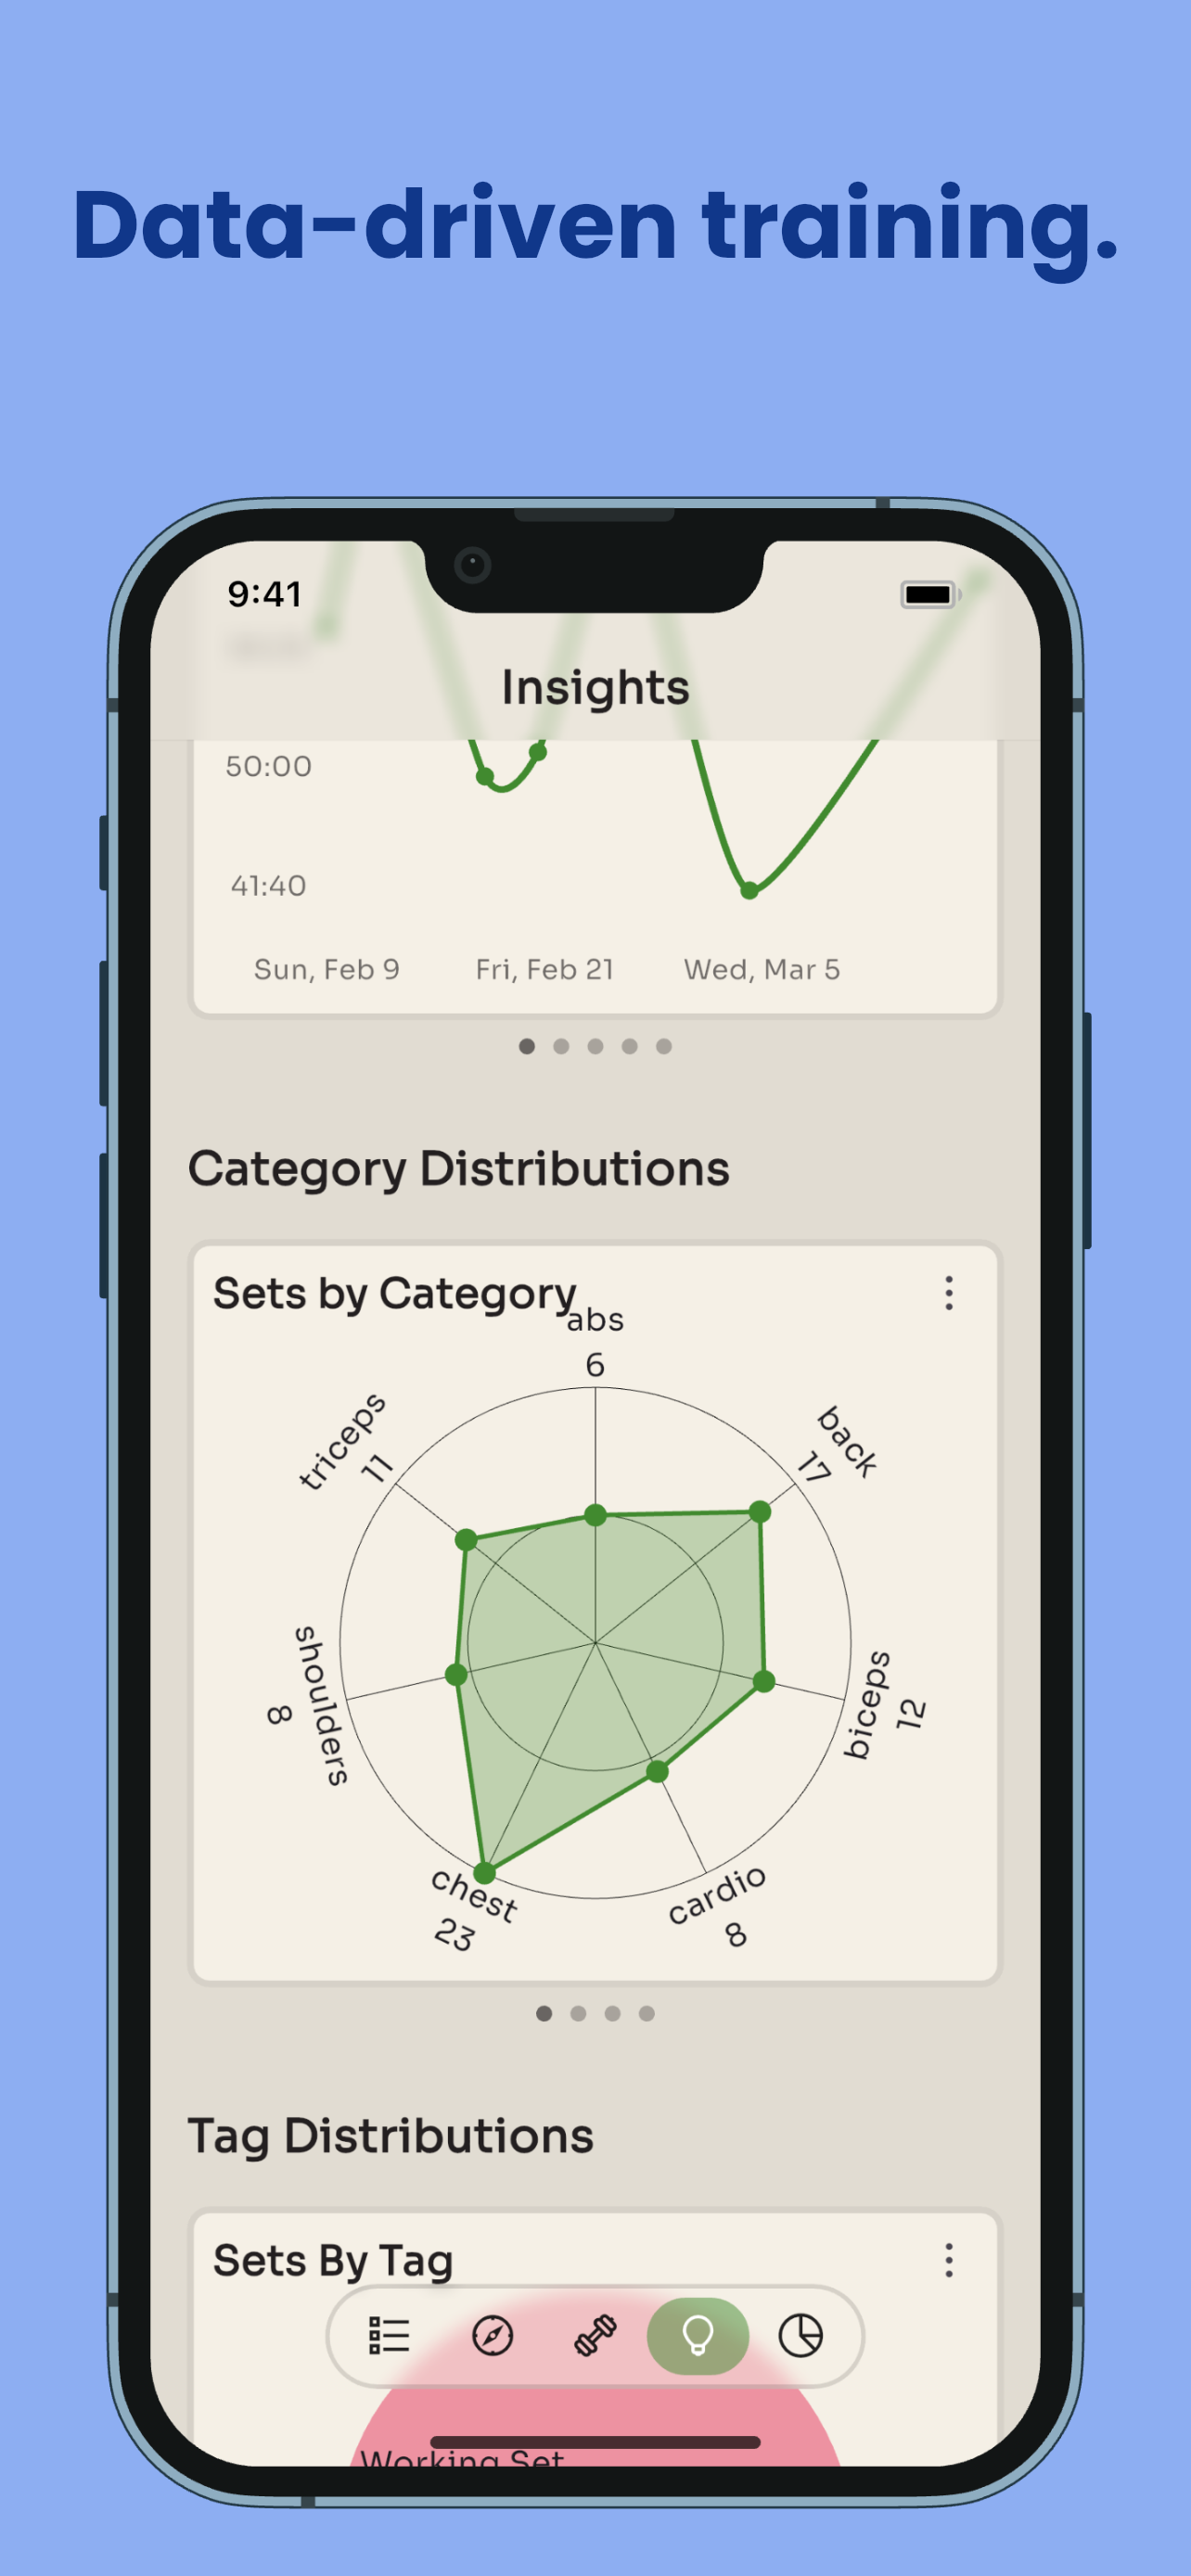 Data-driven training.
9:41
Insights
50:00
41:40
Sun, Feb 9
Fri, Feb 21
Wed, Mar 5
Category Distributions
Sets by Category
abs
6
back
17
biceps
12
cardio
8
chest
23
shoulders
8
triceps
11
Tag Distributions
Sets By Tag
Working Set